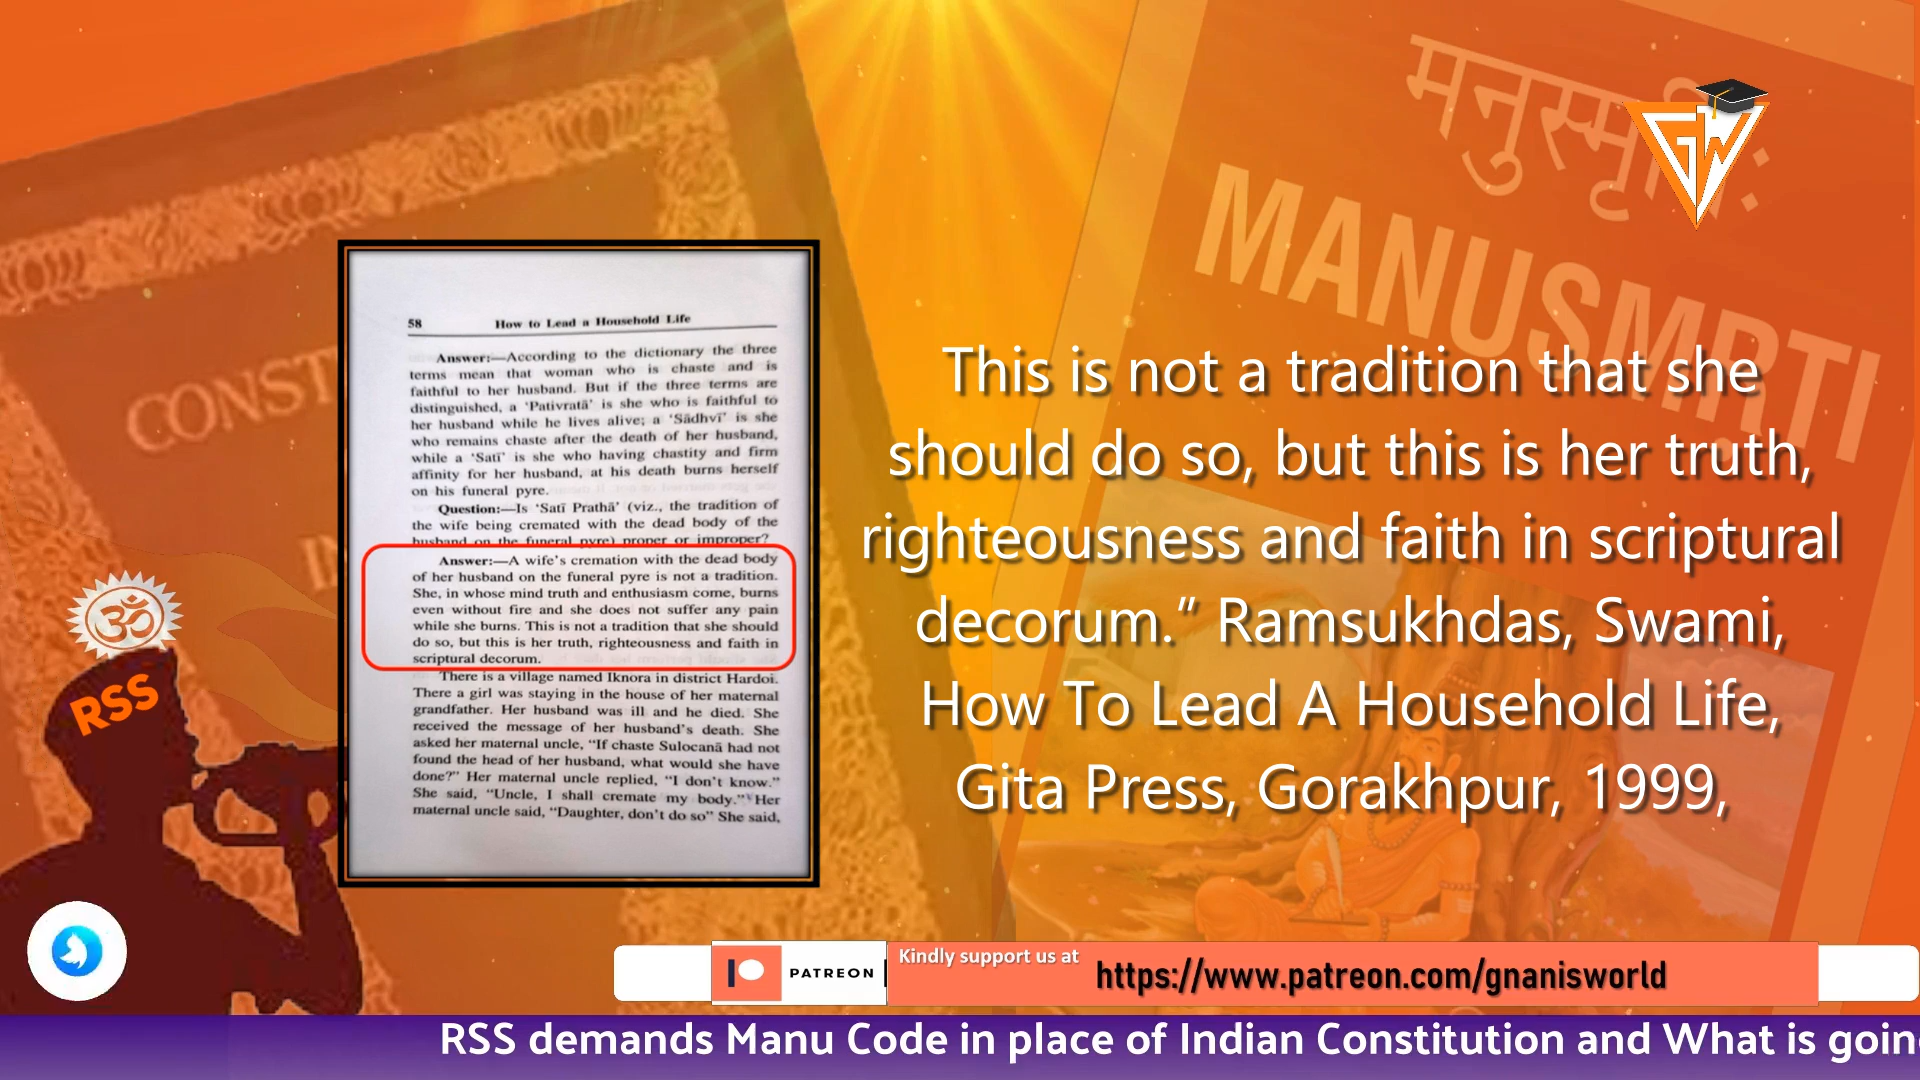 मनुस्मृतिः
MANUSMRTI
GW
CONST
58 How to Lead a Household Life
Answer:—According to the dictionary the three
terms mean that woman who is chaste and is
faithful to her husband. But if the three terms are
distinguished, a ‘Pativratā’ is she who is faithful to
her husband while he lives alive; a ‘Sādhvī’ is she
who remains chaste after the death of her husband,
while a ‘Satī’ is she who having chastity and firm
affinity for her husband, at his death burns herself
on his funeral pyre.
Question:—Is ‘Satī Prathā’ (viz., the tradition of
the wife being cremated with the dead body of the
husband on the funeral pyre) proper or improper?
Answer:—A wife’s cremation with the dead body
of her husband on the funeral pyre is not a tradition.
She, in whose mind truth and enthusiasm come, burns
even without fire and she does not suffer any pain
while she burns. This is not a tradition that she should
do so, but this is her truth, righteousness and faith in
scriptural decorum.
There is a village named Iknora in district Hardoi.
There a girl was staying in the house of her maternal
grandfather. Her husband was ill and he died. She
received the message of her husband’s death. She
asked her maternal uncle, “If chaste Sulocanā had not
found the head of her husband, what would she have
done?” Her maternal uncle replied, “I don’t know.”
She said, “Uncle, I shall cremate my body.” Her
maternal uncle said, “Daughter, don’t do so” She said,
This is not a tradition that she
should do so, but this is her truth,
righteousness and faith in scriptural
decorum.” Ramsukhdas, Swami,
How To Lead A Household Life,
Gita Press, Gorakhpur, 1999,
ॐ
RSS
PATREON
Kindly support us at
https://www.patreon.com/gnanisworld
RSS demands Manu Code in place of Indian Constitution and What is goin